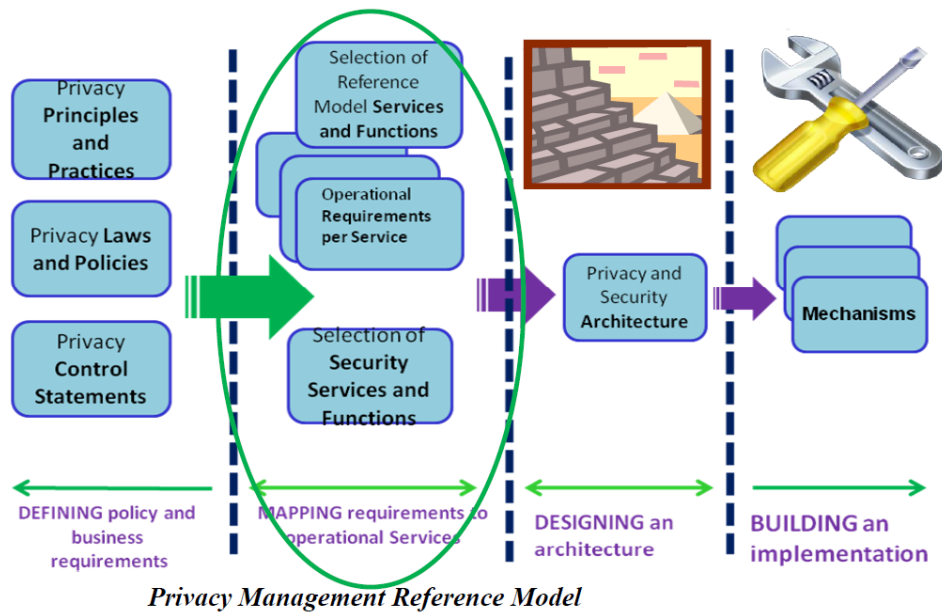 Privacy
Principles
and
Practices
Privacy Laws
and Policies
Privacy
Control
Statements
DEFINING policy and
business
requirements
Selection of
Reference
Model Services
and Functions
Operational
Requirements
per Service
Selection of
Security
Services and
Functions
MAPPING requirements to
operational Services
Privacy and
Security
Architecture
DESIGNING an
architecture
Mechanisms
BUILDING an
implementation
Privacy Management Reference Model